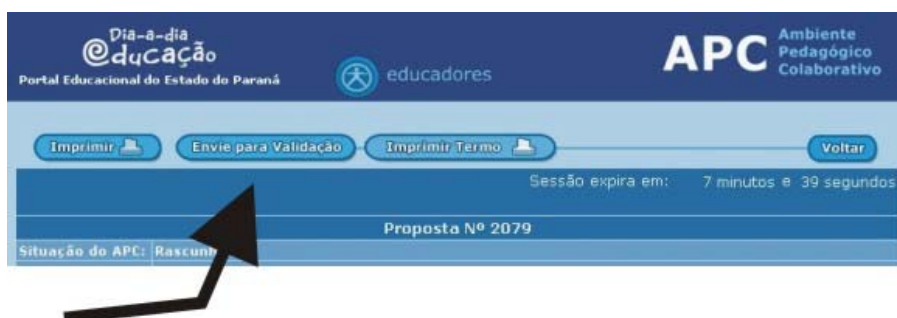 Dia-a-dia
@ducação
Portal Educacional do Estado do Paraná
educadores
APC
Ambiente
Pedagógico
Colaborativo
Imprimir
Envie para Validação
Imprimir Termo
Voltar
Sessão expira em: 7 minutos e 39 segundos
Proposta Nº 2079
Situação do APC: